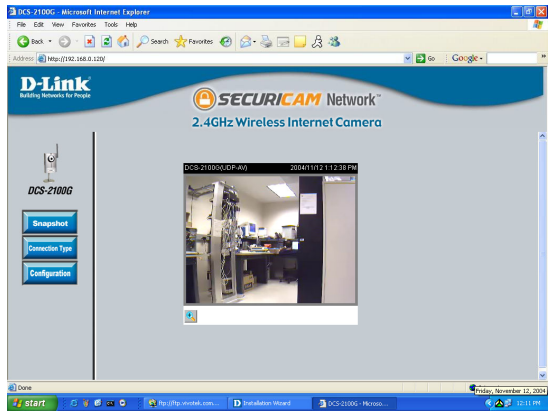 DCS-2100G - Microsoft Internet Explorer
File Edit View Favorites Tools Help
Back Search Favorites
Address http://192.168.0.120/ Go Google
D-Link
Building Networks for People
SECURICAM Network™
2.4GHz Wireless Internet Camera
DCS-2100G(UDP-AV) 2004/11/12 1:12:38 PM
DCS-2100G
Snapshot
Connection Type
Configuration
Done
Friday, November 12, 2004
start ftp://ftp.vivotek.com... Installation Wizard DCS-2100G - Microso... 12:11 PM